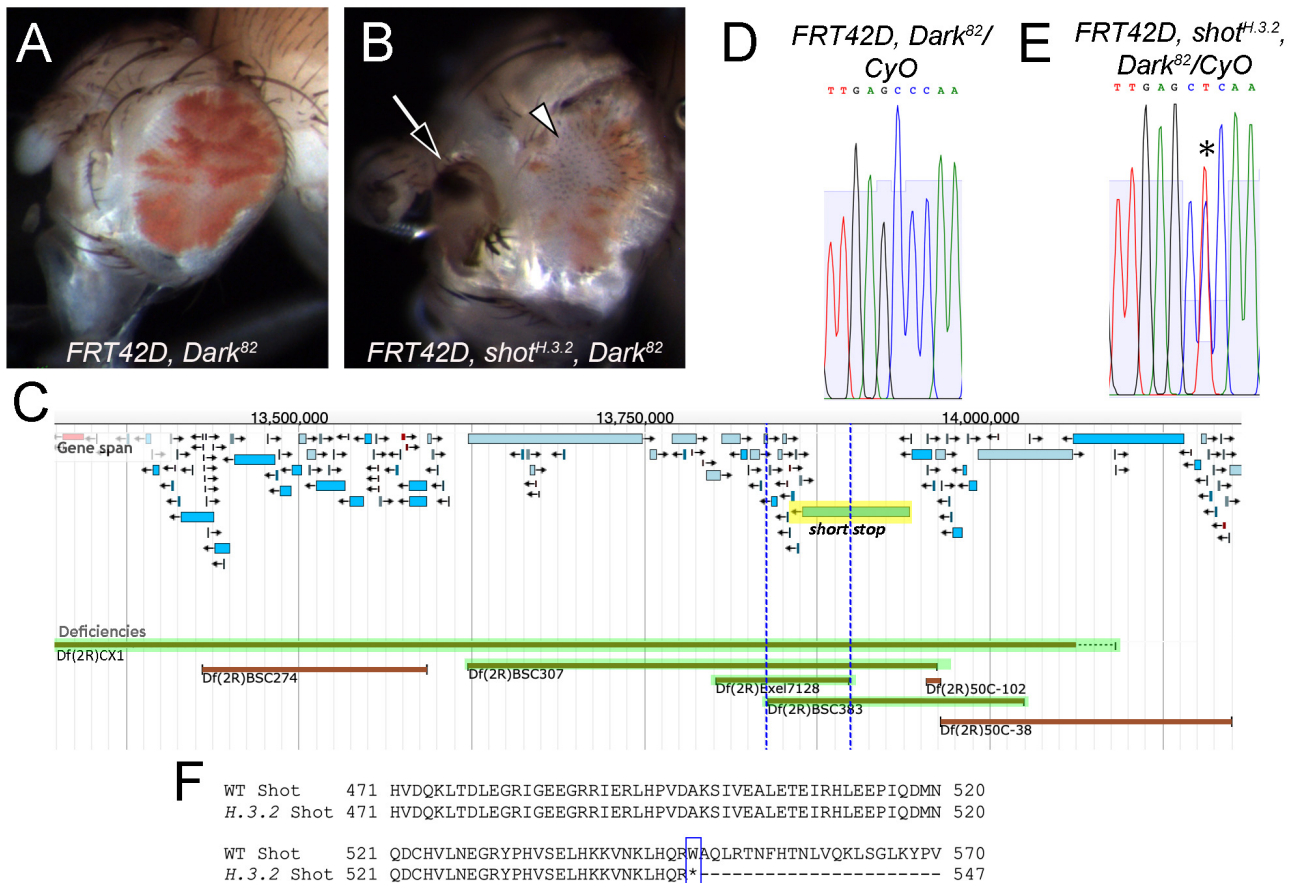 A
B
D
E
FRT42D, Dark82/
CyO
FRT42D, shotH.3.2,
Dark82/CyO
TTGAGCCCAA
TTGAGCTCAA
*
FRT42D, Dark82
FRT42D, shotH.3.2, Dark82
C
13,500,000
13,750,000
14,000,000
Gene span
short stop
Deficiencies
Df(2R)CX1
Df(2R)BSC274
Df(2R)BSC307
Df(2R)Exel7128
Df(2R)50C-102
Df(2R)BSC383
Df(2R)50C-38
F
WT Shot 471 HVDQKLTDLEGRIGEEGRRIERLHPVDAKSIVEALETEIRHLEEPIQDMN 520
H.3.2 Shot 471 HVDQKLTDLEGRIGEEGRRIERLHPVDAKSIVEALETEIRHLEEPIQDMN 520
WT Shot 521 QDCHVLNEGRYPHVSELHKKVNKLHQRWAQLRTNFHTNLVQKLSGLKYPV 570
H.3.2 Shot 521 QDCHVLNEGRYPHVSELHKKVNKLHQR*---------------------- 547